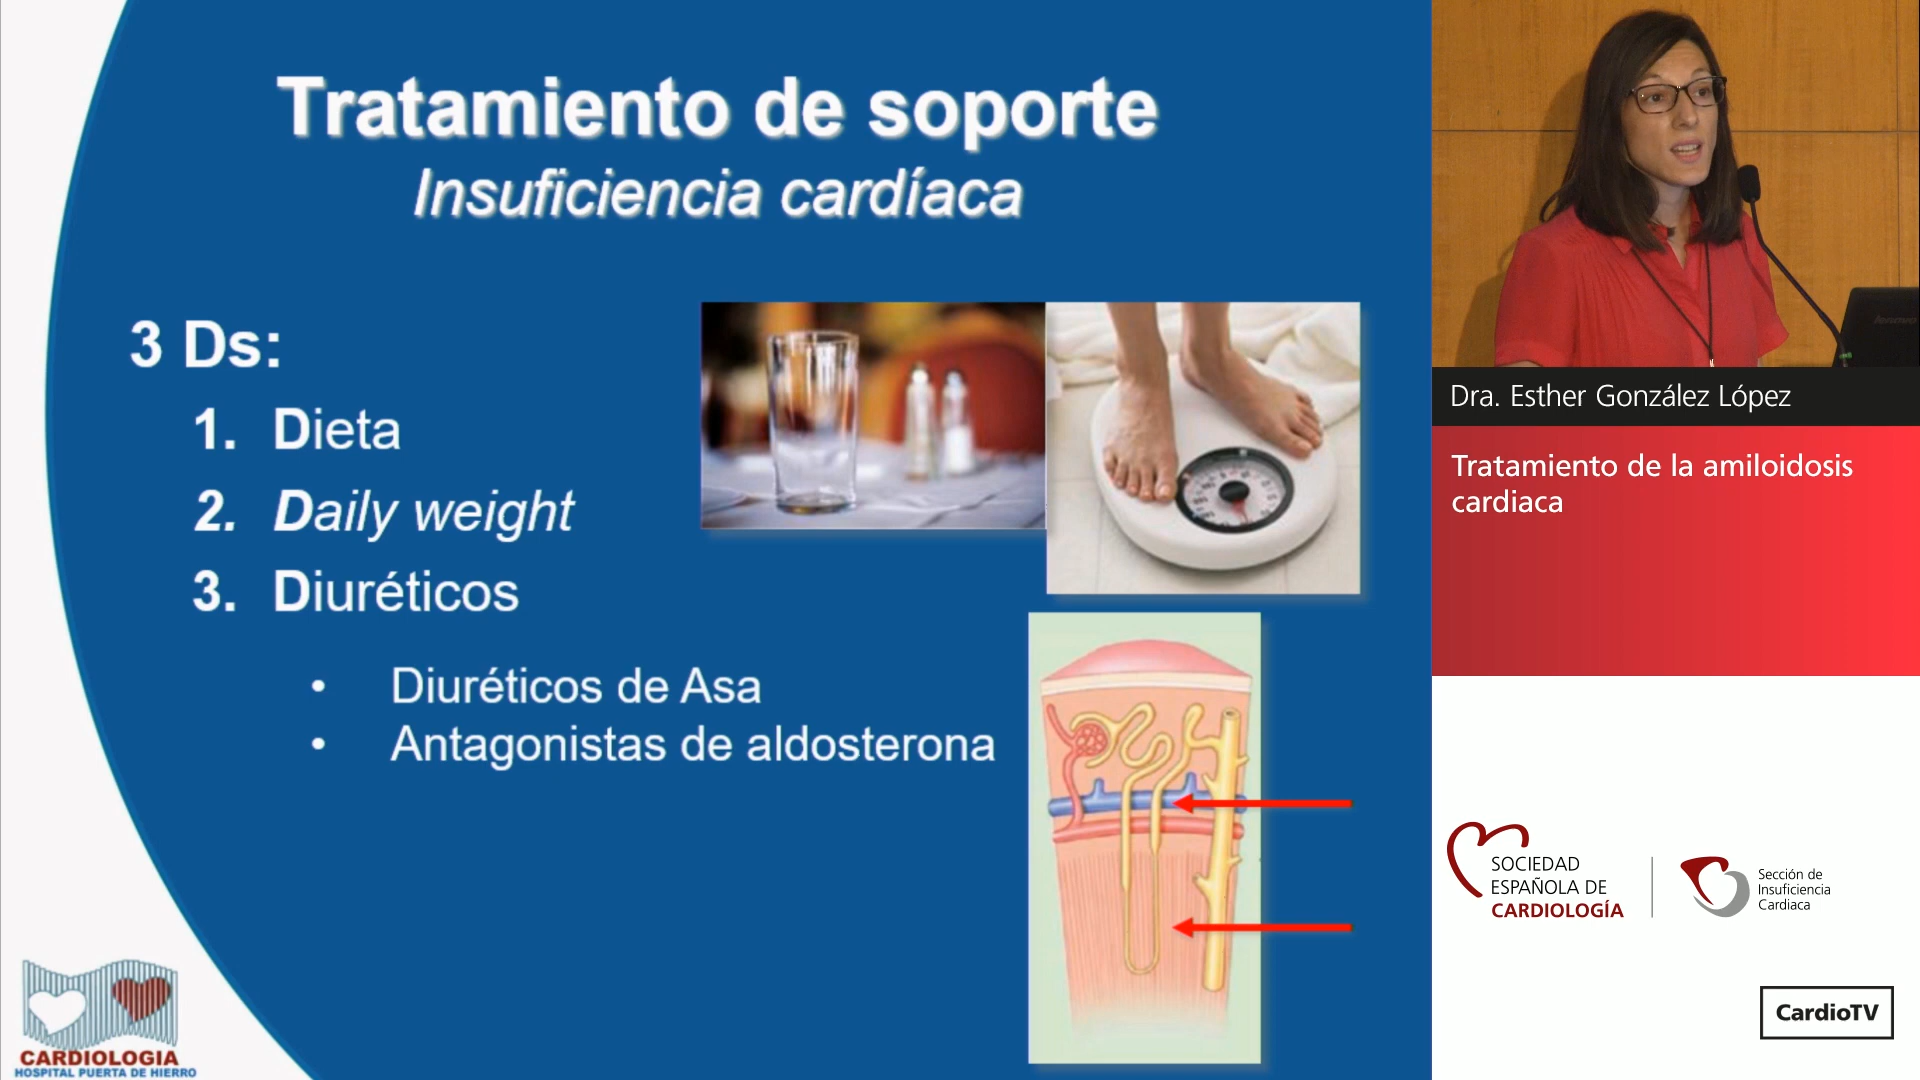 Tratamiento de soporte
Insuficiencia cardíaca
3 Ds:
1. Dieta
2. Daily weight
3. Diuréticos
• Diuréticos de Asa
• Antagonistas de aldosterona
CARDIOLOGIA
HOSPITAL PUERTA DE HIERRO
lenovo
Dra. Esther González López
Tratamiento de la amiloidosis
cardiaca
SOCIEDAD
ESPAÑOLA DE
CARDIOLOGÍA
Sección de
Insuficiencia
Cardiaca
CardioTV